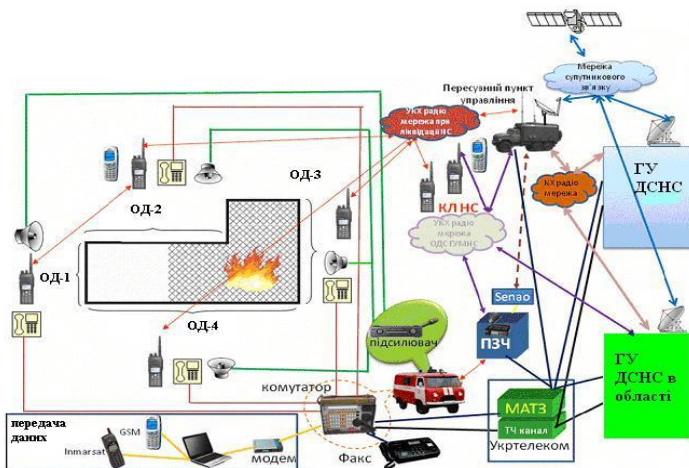 Мережа
супутникового
зв'язку
Пересувний пункт
управління
УКХ радіо
мережа при
ліквідації НС
ОД-3
ОД-2
КХ радіо
мережа
ГУ
ДСНС
КЛ НС
УКХ радіо
мережа
ОДС ГУМНС
ОД-1
Senao
ОД-4
підсилювач
ПЗЧ
ГУ
ДСНС в
області
комутатор
МАТЗ
ТЧ канал
Укртелеком
передача
даних
GSM
Inmarsat
модем
Факс